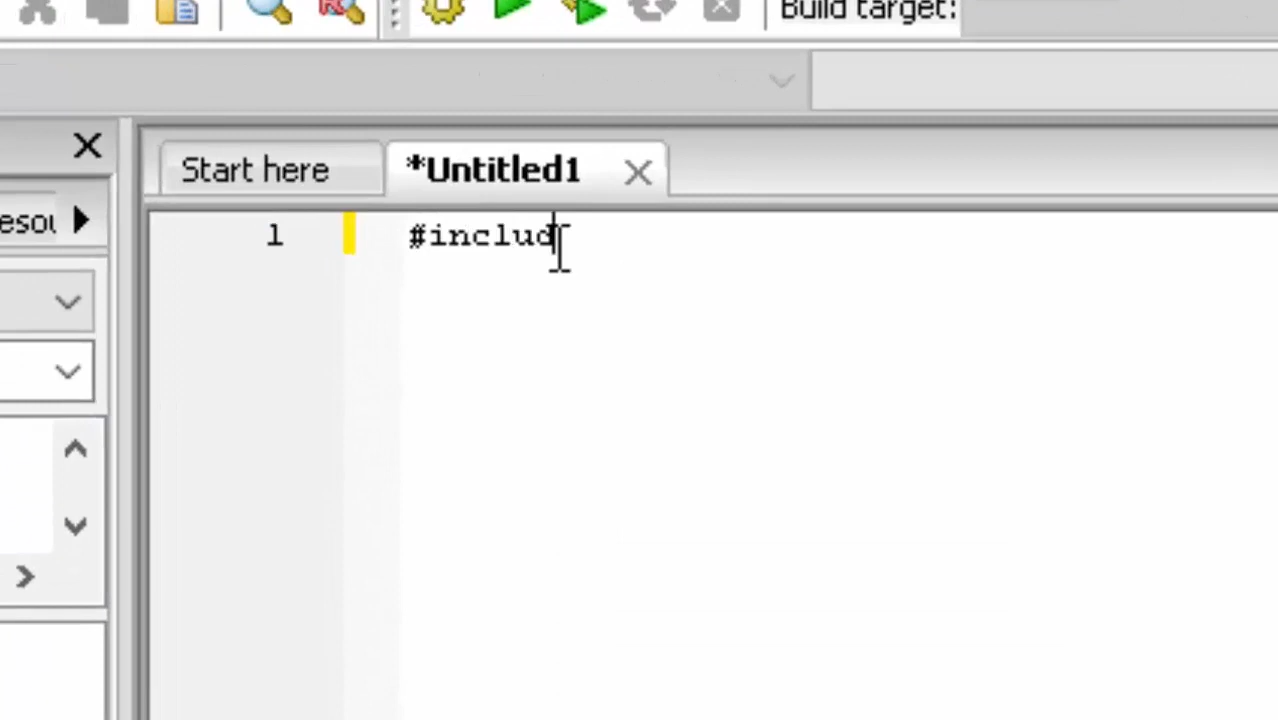 Build target:
Start here
*Untitled1
1
#includ